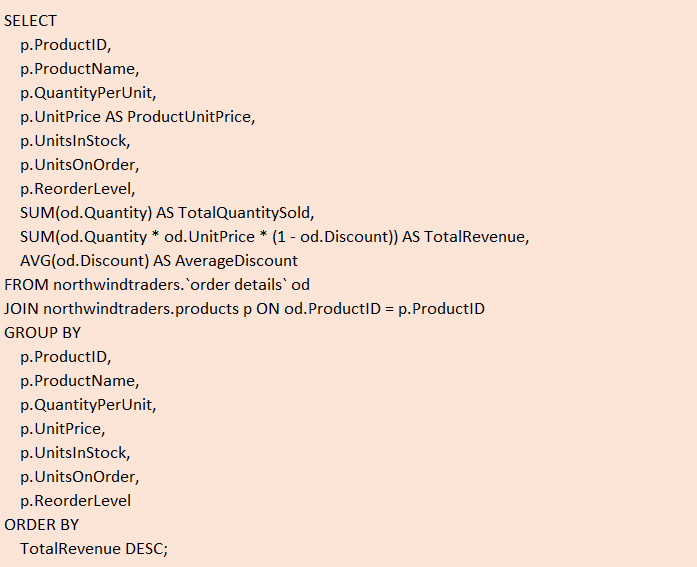 SELECT
p.ProductID,
p.ProductName,
p.QuantityPerUnit,
p.UnitPrice AS ProductUnitPrice,
p.UnitsInStock,
p.UnitsOnOrder,
p.ReorderLevel,
SUM(od.Quantity) AS TotalQuantitySold,
SUM(od.Quantity * od.UnitPrice * (1 - od.Discount)) AS TotalRevenue,
AVG(od.Discount) AS AverageDiscount
FROM northwindtraders.`order details` od
JOIN northwindtraders.products p ON od.ProductID = p.ProductID
GROUP BY
p.ProductID,
p.ProductName,
p.QuantityPerUnit,
p.UnitPrice,
p.UnitsInStock,
p.UnitsOnOrder,
p.ReorderLevel
ORDER BY
TotalRevenue DESC;